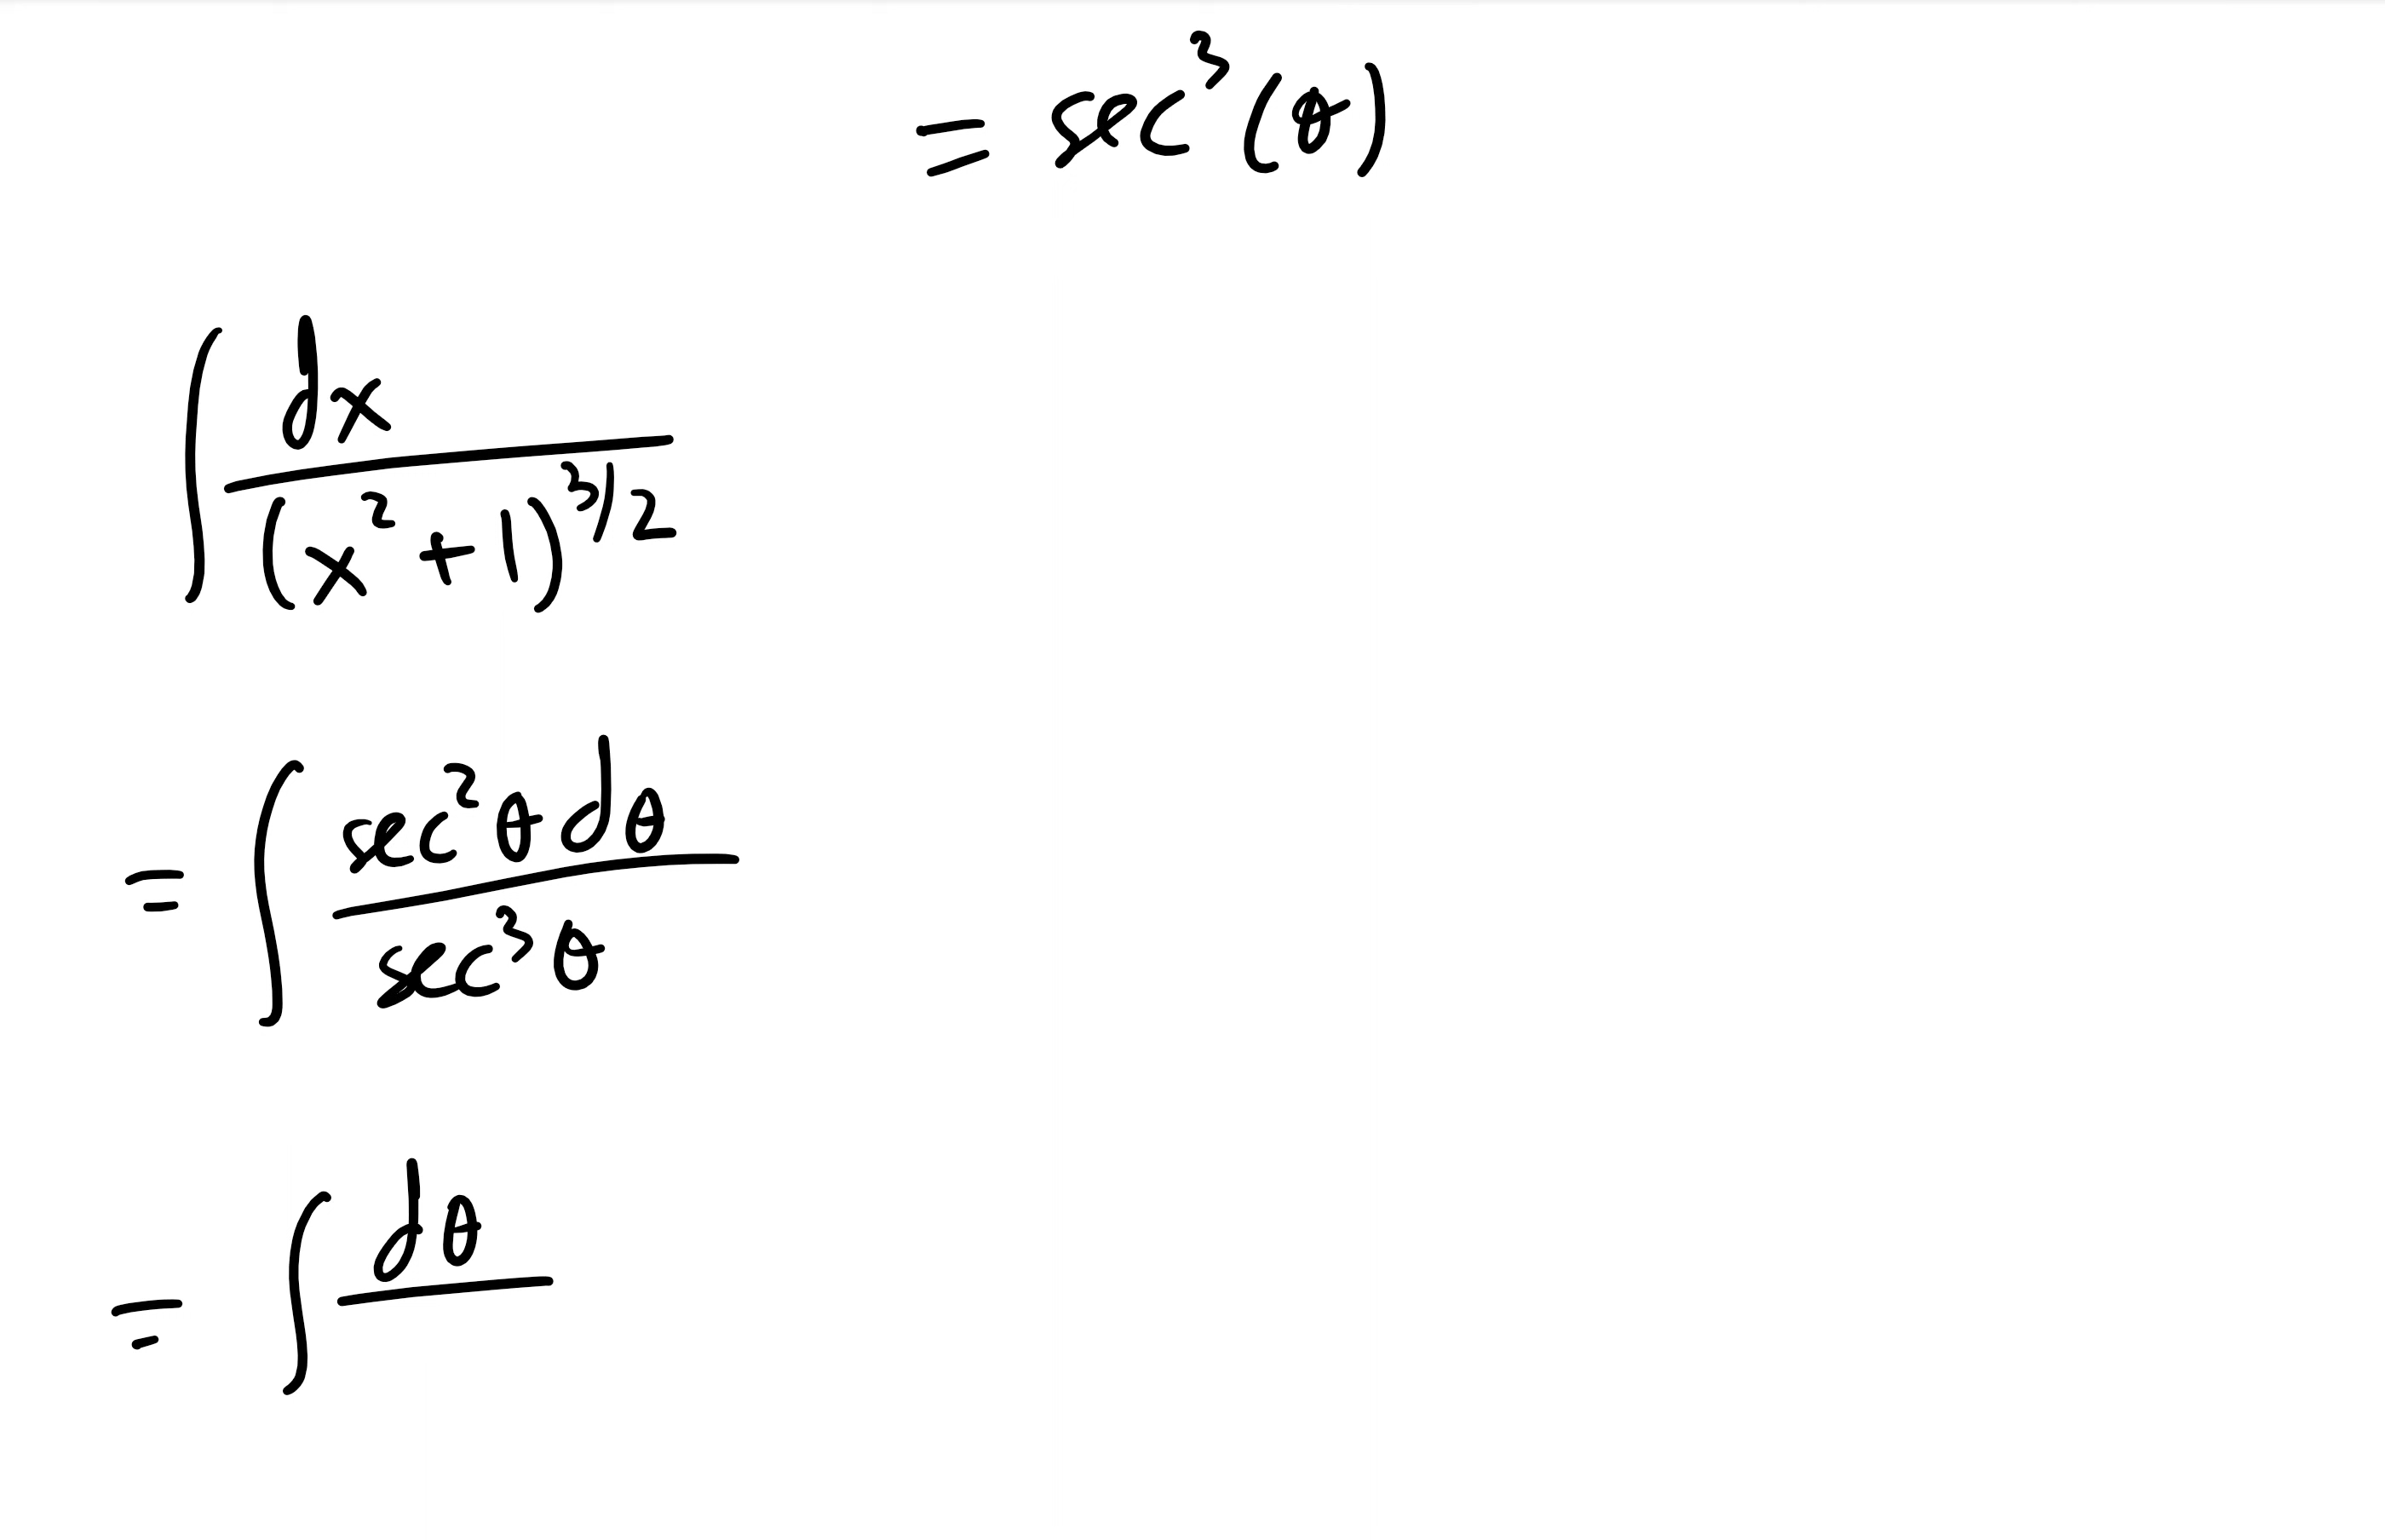 = sec³(θ)
∫ dx / (x² + 1)^(3/2)
= ∫ sec²θ dθ / sec³θ
= ∫ dθ /